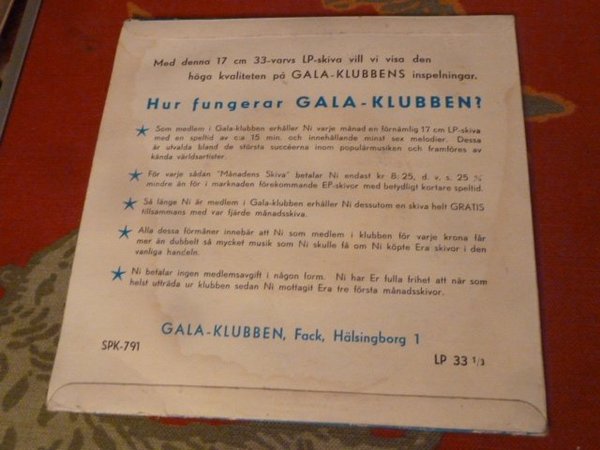 Med denna 17 cm 33-varvs LP-skiva vill vi visa den
höga kvaliteten på GALA-KLUBBENS inspelningar.
Hur fungerar GALA-KLUBBEN?
Som medlem i Gala-klubben erhåller Ni varje månad en förnämlig 17 cm LP-skiva
med en speltid av c:a 15 min. och innehållande minst sex melodier. Dessa
är utvalda bland de största succéerna inom populärmusiken och framföres av
kända världsartister.
För varje sådan "Månadens Skiva" betalar Ni endast kr 8:25, d. v. s. 25 %
mindre än för i marknaden förekommande EP-skivor med betydligt kortare speltid.
Så länge Ni är medlem i Gala-klubben erhåller Ni dessutom en skiva helt GRATIS
tillsammans med var fjärde månadsskiva.
Alla dessa förmåner innebär att Ni som medlem i klubben för varje krona får
mer än dubbelt så mycket musik som Ni skulle få om Ni köpte Era skivor i den
vanliga handeln.
Ni betalar ingen medlemsavgift i någon form. Ni har Er fulla frihet att när som
helst utträda ur klubben sedan Ni mottagit Era tre första månadsskivor.
GALA-KLUBBEN, Fack, Hälsingborg 1
SPK-791
LP 33 1/3